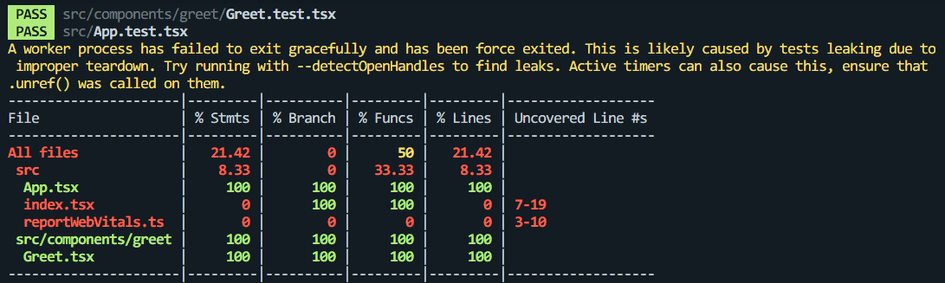 PASS src/components/greet/Greet.test.tsx
PASS src/App.test.tsx
A worker process has failed to exit gracefully and has been force exited. This is likely caused by tests leaking due to
improper teardown. Try running with --detectOpenHandles to find leaks. Active timers can also cause this, ensure that
.unref() was called on them.
----------------------|---------|----------|---------|---------|-------------------
File | % Stmts | % Branch | % Funcs | % Lines | Uncovered Line #s
----------------------|---------|----------|---------|---------|-------------------
All files | 21.42 | 0 | 50 | 21.42 |
src | 8.33 | 0 | 33.33 | 8.33 |
App.tsx | 100 | 100 | 100 | 100 |
index.tsx | 0 | 100 | 100 | 0 | 7-19
reportWebVitals.ts | 0 | 0 | 0 | 0 | 3-10
src/components/greet | 100 | 100 | 100 | 100 |
Greet.tsx | 100 | 100 | 100 | 100 |
----------------------|---------|----------|---------|---------|-------------------